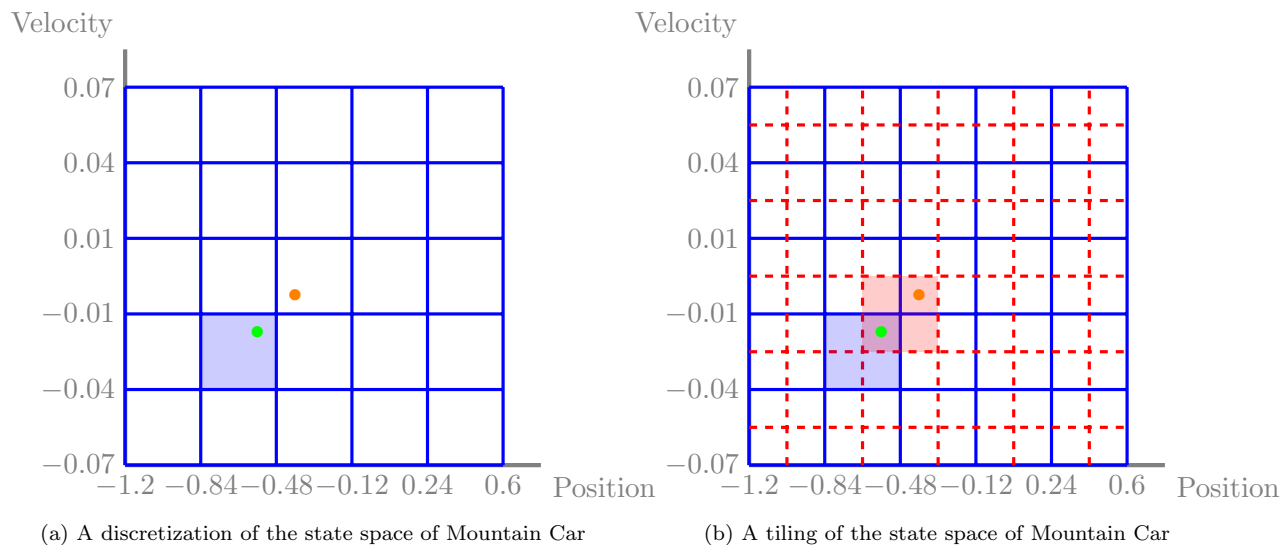 Velocity
0.07
0.04
0.01
−0.01
−0.04
−0.07
−1.2 −0.84 −0.48 −0.12 0.24 0.6 Position
(a) A discretization of the state space of Mountain Car
Velocity
0.07
0.04
0.01
−0.01
−0.04
−0.07
−1.2 −0.84 −0.48 −0.12 0.24 0.6 Position
(b) A tiling of the state space of Mountain Car